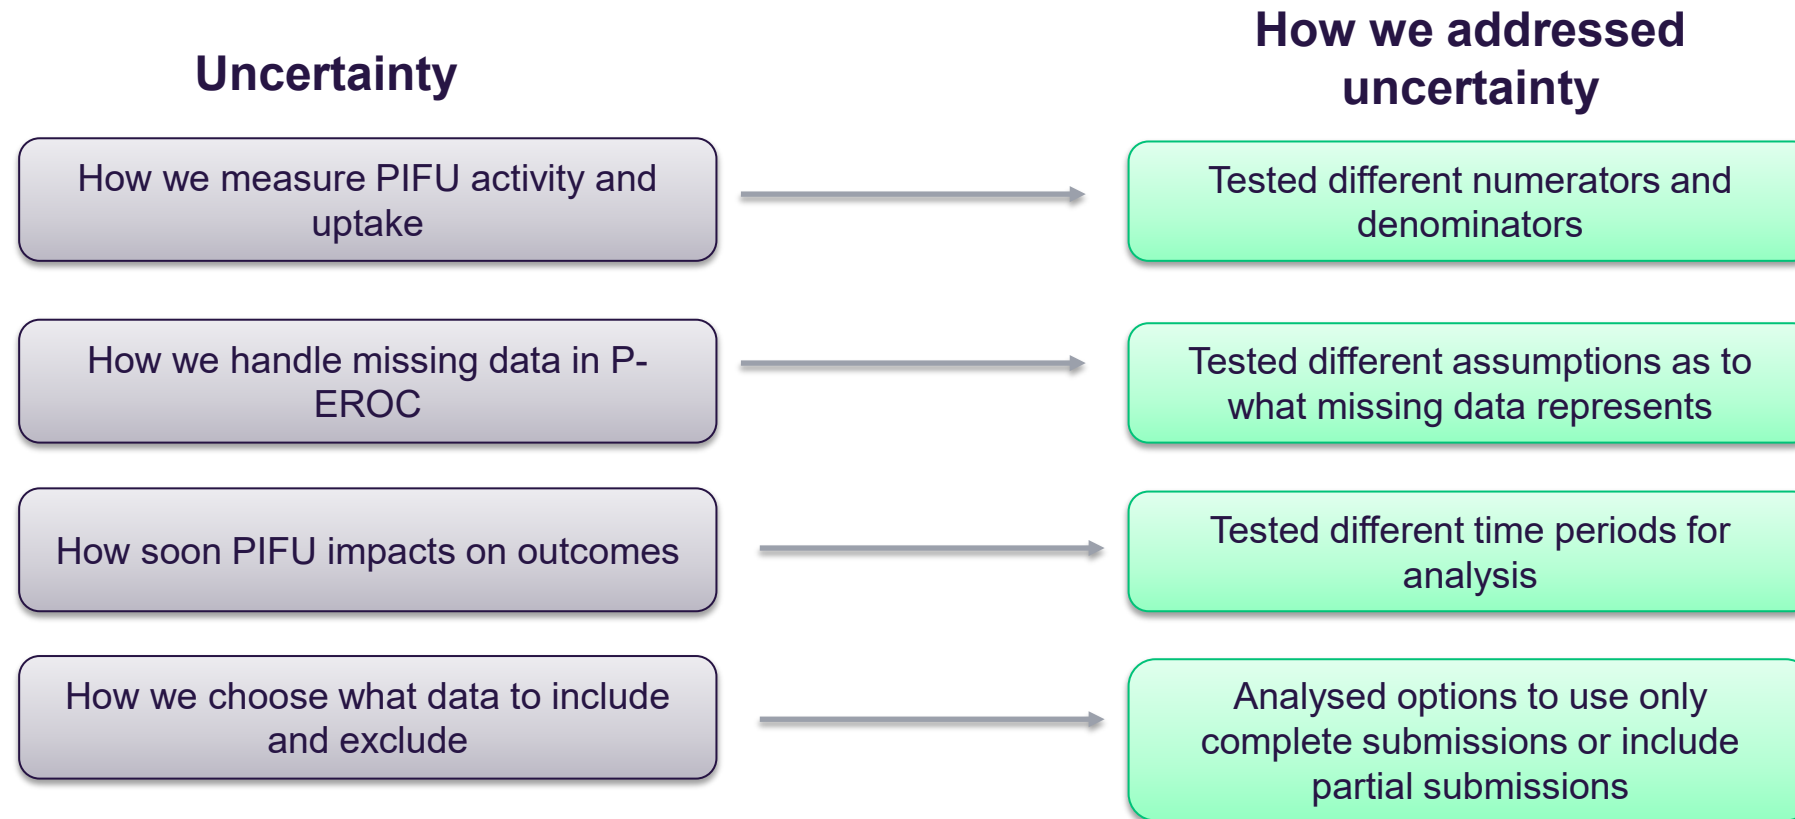 Uncertainty
How we addressed
uncertainty
How we measure PIFU activity and
uptake
Tested different numerators and
denominators
How we handle missing data in P-
EROC
Tested different assumptions as to
what missing data represents
How soon PIFU impacts on outcomes
Tested different time periods for
analysis
How we choose what data to include
and exclude
Analysed options to use only
complete submissions or include
partial submissions